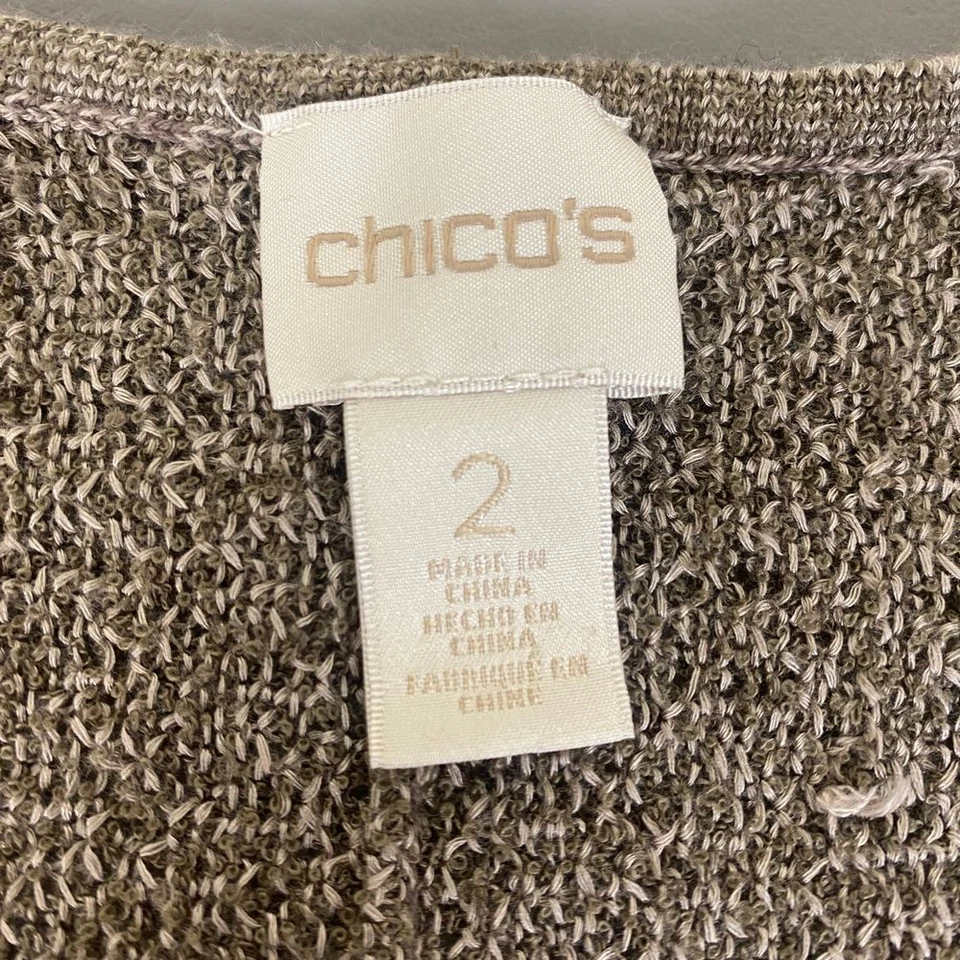 chico's
2
MADE IN
CHINA
HECHO EN
CHINA
FABRIQUÉ EN
CHINE